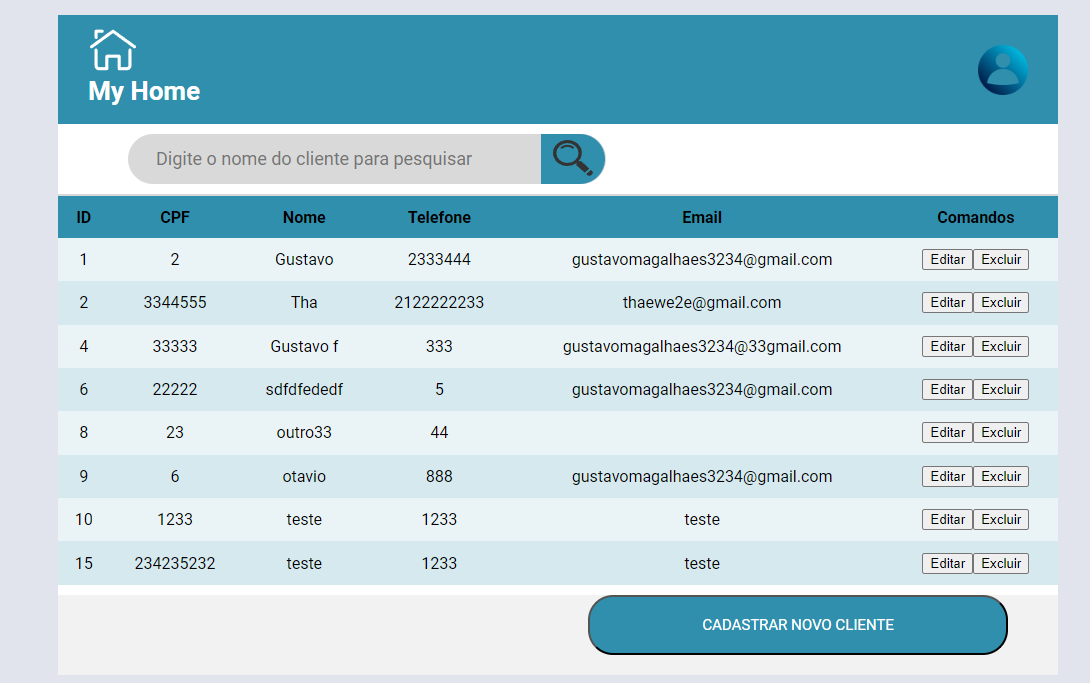 My Home
Digite o nome do cliente para pesquisar
ID CPF Nome Telefone Email Comandos
1 2 Gustavo 2333444 gustavomagalhaes3234@gmail.com Editar Excluir
2 3344555 Tha 2122222233 thaewe2e@gmail.com Editar Excluir
4 33333 Gustavo f 333 gustavomagalhaes3234@33gmail.com Editar Excluir
6 22222 sdfdfededf 5 gustavomagalhaes3234@gmail.com Editar Excluir
8 23 outro33 44 Editar Excluir
9 6 otavio 888 gustavomagalhaes3234@gmail.com Editar Excluir
10 1233 teste 1233 teste Editar Excluir
15 234235232 teste 1233 teste Editar Excluir
CADASTRAR NOVO CLIENTE